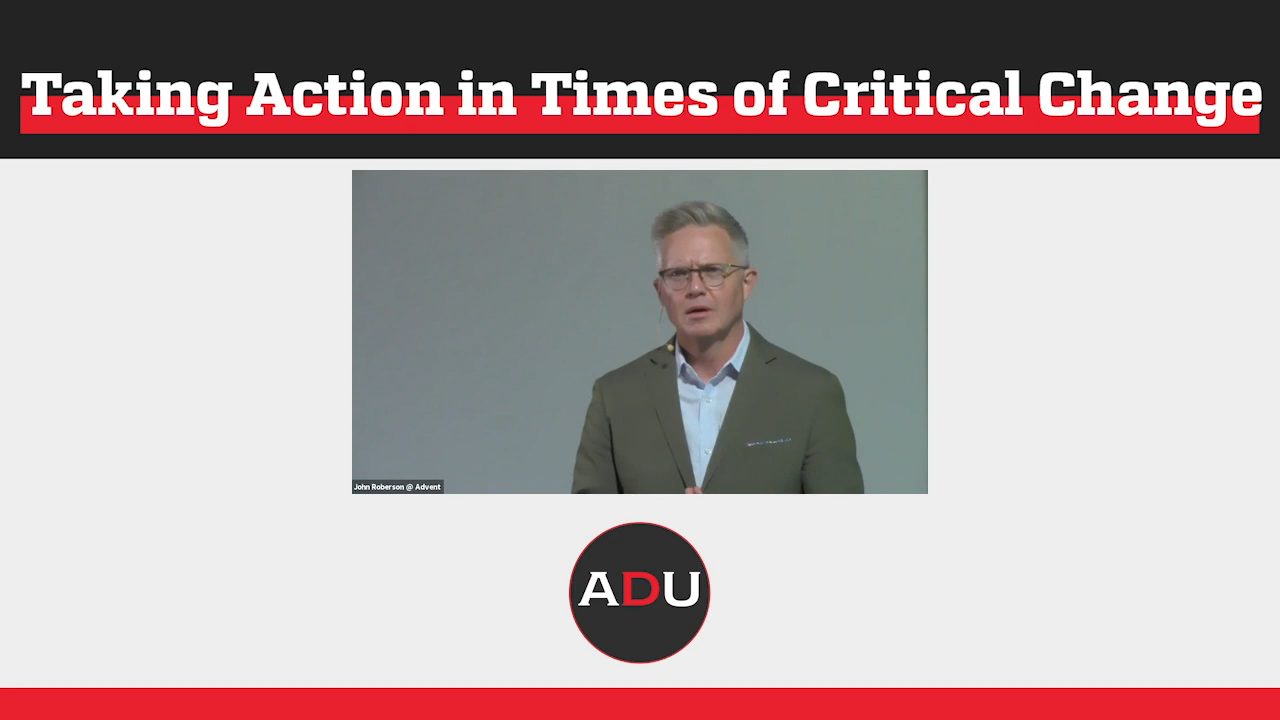 Taking Action in Times of Critical Change
John Roberson @ Advent
ADU